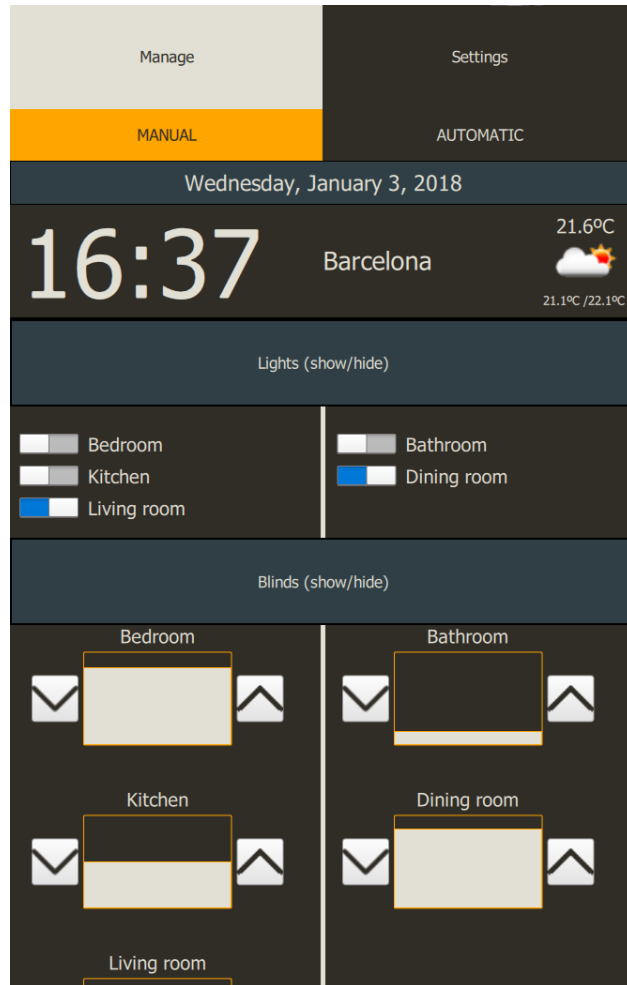 Manage
Settings
MANUAL
AUTOMATIC
Wednesday, January 3, 2018
16:37
Barcelona
21.6ºC
21.1ºC /22.1ºC
Lights (show/hide)
Bedroom
Bathroom
Kitchen
Dining room
Living room
Blinds (show/hide)
Bedroom
Bathroom
Kitchen
Dining room
Living room